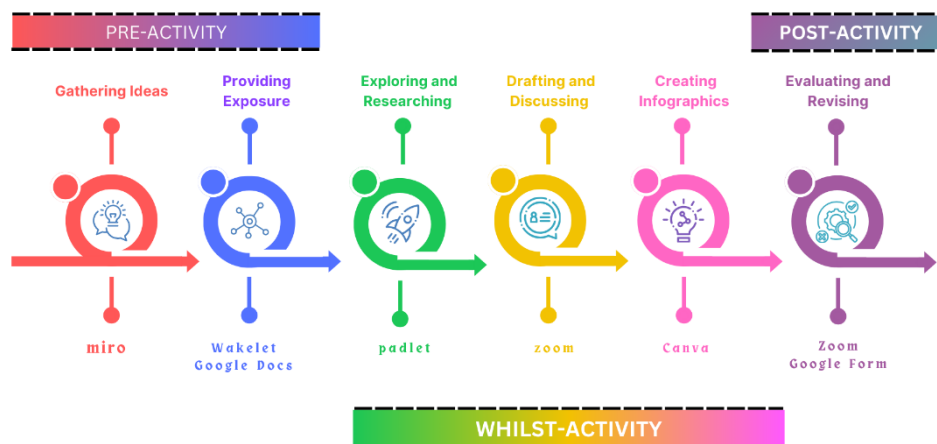 PRE-ACTIVITY
POST-ACTIVITY
Gathering Ideas
Providing
Exposure
Exploring and
Researching
Drafting and
Discussing
Creating
Infographics
Evaluating and
Revising
miro
Wakelet
Google Docs
padlet
zoom
Canva
Zoom
Google Form
WHILST-ACTIVITY